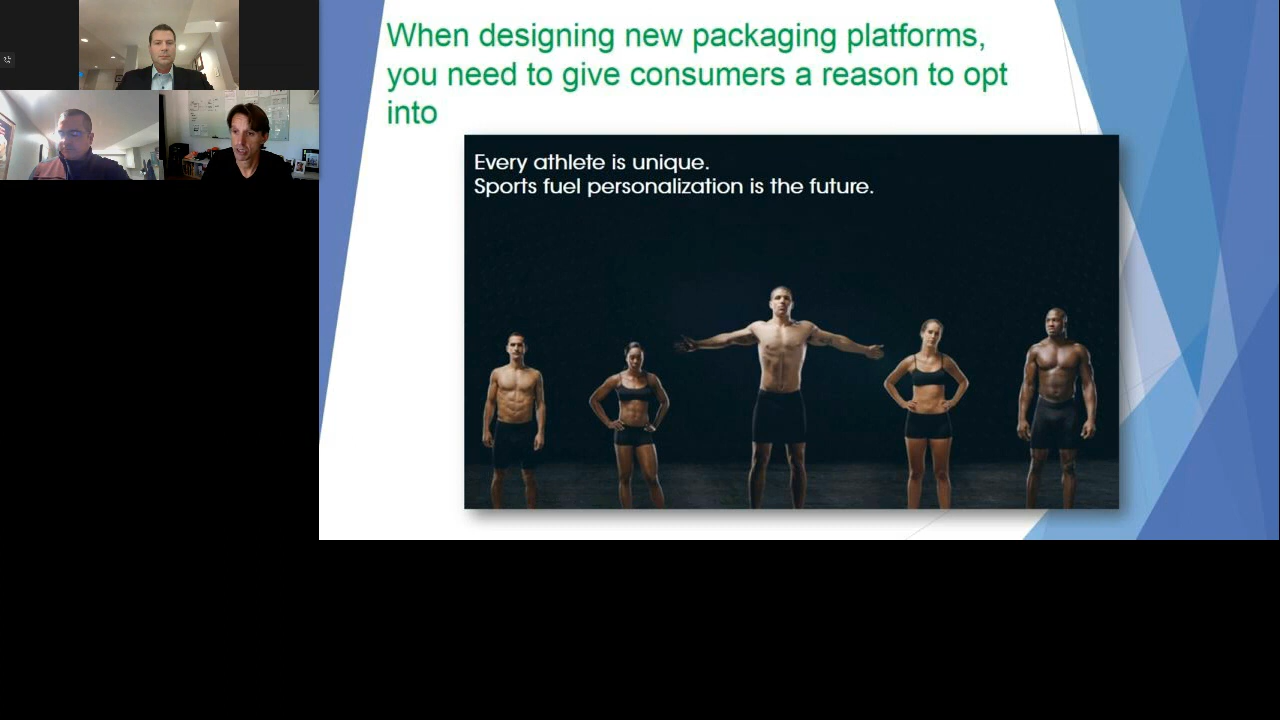 When designing new packaging platforms,
you need to give consumers a reason to opt
into
Every athlete is unique.
Sports fuel personalization is the future.